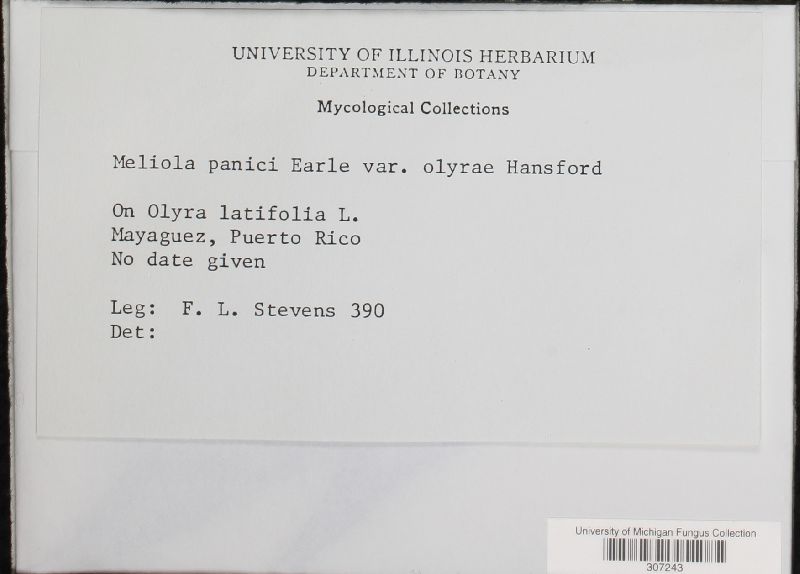 UNIVERSITY OF ILLINOIS HERBARIUM
DEPARTMENT OF BOTANY
Mycological Collections
Meliola panici Earle var. olyrae Hansford
On Olyra latifolia L.
Mayaguez, Puerto Rico
No date given
Leg: F. L. Stevens 390
Det:
University of Michigan Fungus Collection
307243